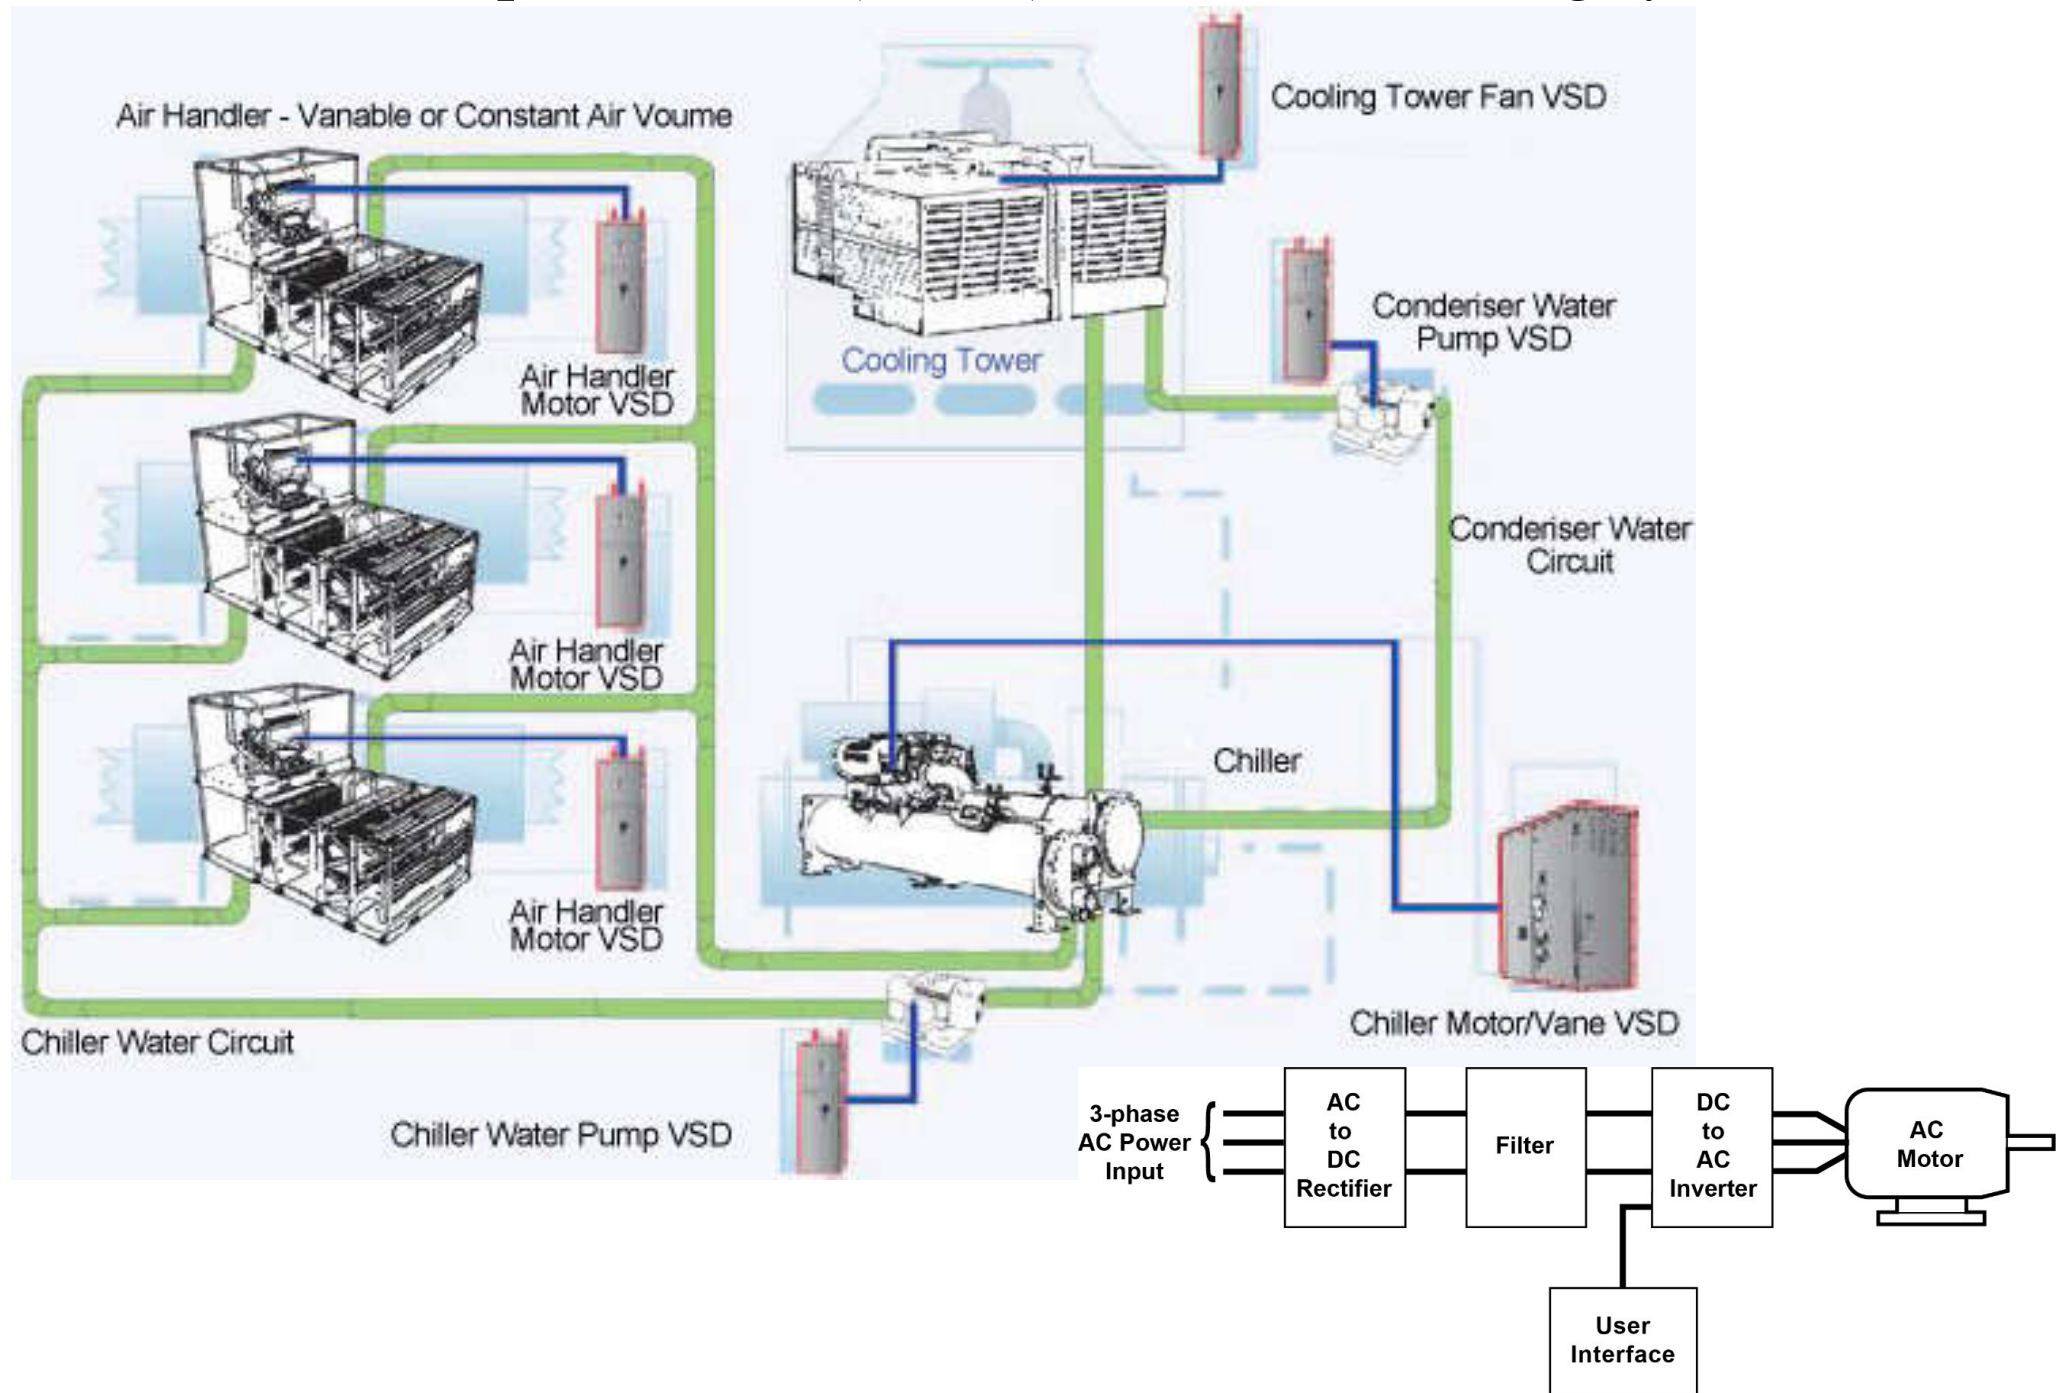 Air Handler - Vanable or Constant Air Voume
Cooling Tower Fan VSD
Conderiser Water
Pump VSD
Cooling Tower
Air Handler
Motor VSD
Conderiser Water
Circuit
Air Handler
Motor VSD
Chiller
Air Handler
Motor VSD
Chiller Motor/Vane VSD
Chiller Water Circuit
Chiller Water Pump VSD
3-phase
AC Power
Input
AC
to
DC
Rectifier
Filter
DC
to
AC
Inverter
AC
Motor
User
Interface